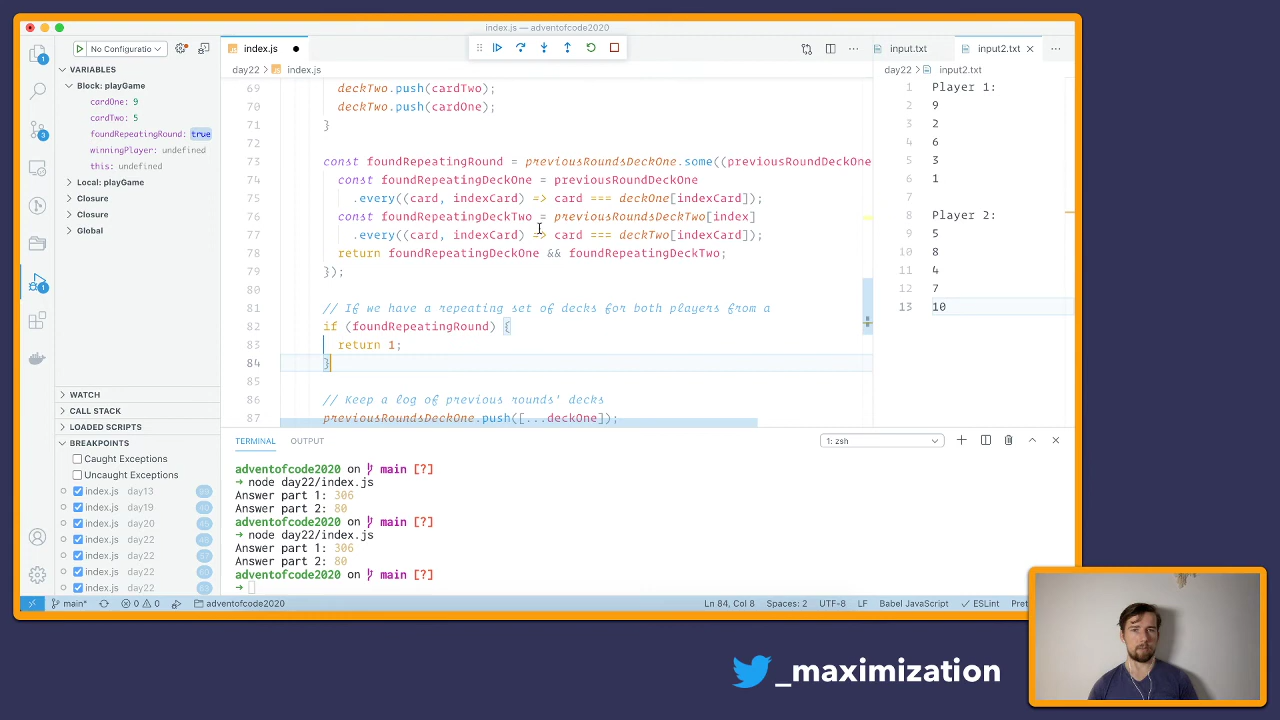 index.js — adventofcode2020
No Configuratio
index.js
input.txt
input2.txt
day22
index.js
day22
input2.txt
VARIABLES
Block: playGame
cardOne: 9
cardTwo: 5
foundRepeatingRound: true
winningPlayer: undefined
this: undefined
Local: playGame
Closure
Closure
Global
WATCH
CALL STACK
LOADED SCRIPTS
BREAKPOINTS
Caught Exceptions
Uncaught Exceptions
index.js day13
index.js day19
index.js day20
index.js day22
index.js day22
index.js day22
index.js day22
69 deckTwo.push(cardTwo);
70 deckTwo.push(cardOne);
71 }
72
73 const foundRepeatingRound = previousRoundsDeckOne.some((previousRoundDeckOne
74 const foundRepeatingDeckOne = previousRoundDeckOne
75 .every((card, indexCard) => card === deckOne[indexCard]);
76 const foundRepeatingDeckTwo = previousRoundsDeckTwo[index]
77 .every((card, indexCard) => card === deckTwo[indexCard]);
78 return foundRepeatingDeckOne && foundRepeatingDeckTwo;
79 });
80
81 // If we have a repeating set of decks for both players from a
82 if (foundRepeatingRound) {
83 return 1;
84 }
85
86 // Keep a log of previous rounds' decks
87 previousRoundsDeckOne.push([...deckOne]);
1 Player 1:
2 9
3 2
4 6
5 3
6 1
7
8 Player 2:
9 5
10 8
11 4
12 7
13 10
TERMINAL
OUTPUT
1: zsh
adventofcode2020 on main [?]
➜ node day22/index.js
Answer part 1: 306
Answer part 2: 80
adventofcode2020 on main [?]
➜ node day22/index.js
Answer part 1: 306
Answer part 2: 80
adventofcode2020 on main [?]
➜
main*
0 0
adventofcode2020
Ln 84, Col 8
Spaces: 2
UTF-8
LF
Babel JavaScript
ESLint
Pret
_maximization